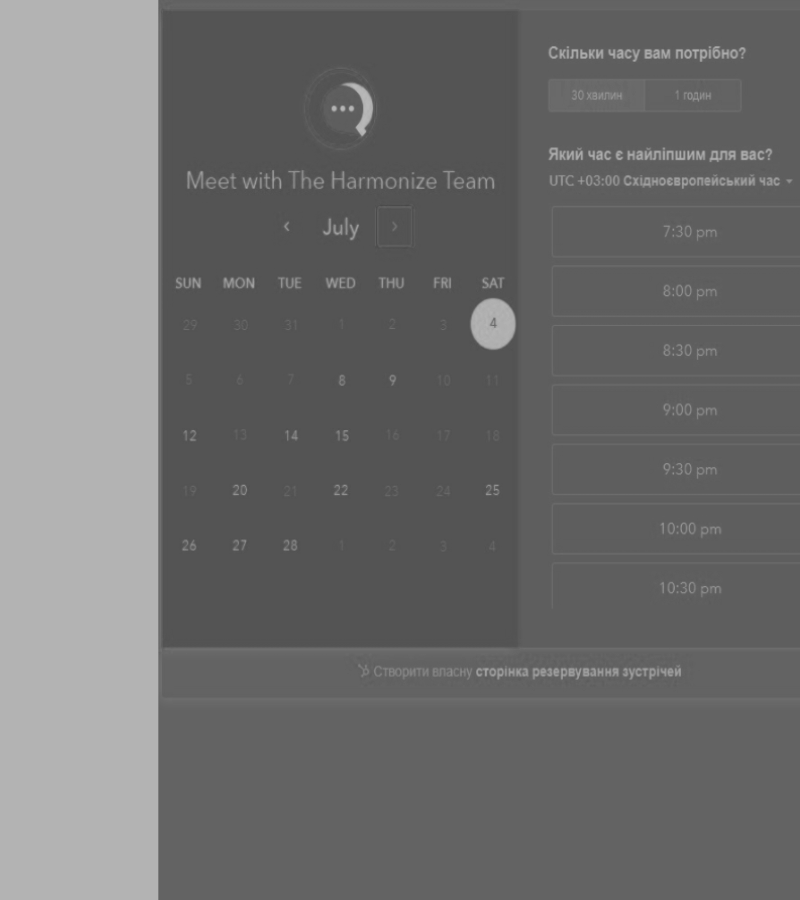 Meet with The Harmonize Team
July
SUN MON TUE WED THU FRI SAT
29 30 31 1 2 3 4
5 6 7 8 9 10 11
12 13 14 15 16 17 18
19 20 21 22 23 24 25
26 27 28 1 2 3 4
Скільки часу вам потрібно?
30 хвилин 1 годин
Який час є найліпшим для вас?
UTC +03:00 Східноєвропейський час
7:30 pm
8:00 pm
8:30 pm
9:00 pm
9:30 pm
10:00 pm
10:30 pm
Створити власну сторінка резервування зустрічей